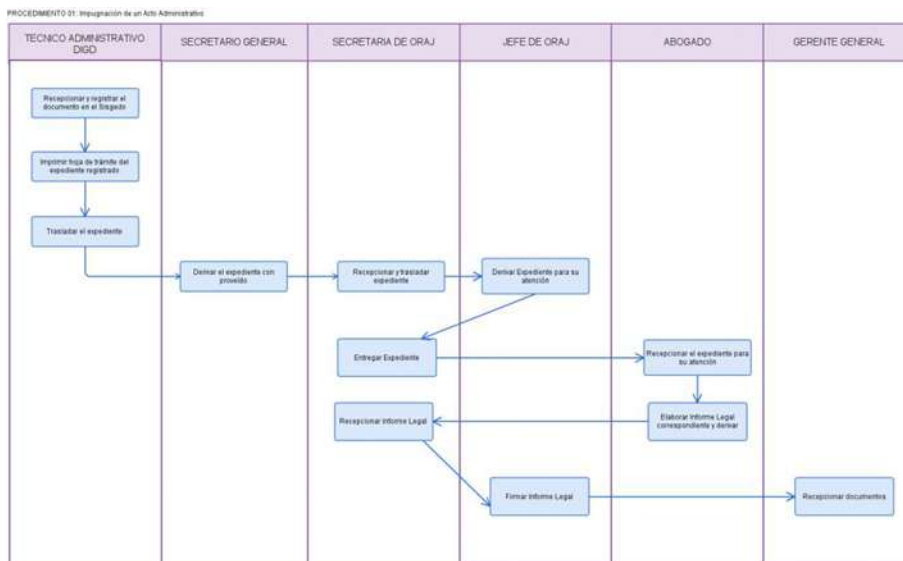 PROCEDIMIENTO 01: Impugnación de un Acto Administrativo
TECNICO ADMINISTRATIVO
DIGD
SECRETARIO GENERAL
SECRETARIA DE ORAJ
JEFE DE ORAJ
ABOGADO
GERENTE GENERAL
Recepcionar y registrar el
documento en el Sisgedo
Imprimir hoja de trámite del
expediente registrado
Trasladar el expediente
Derivar el expediente con
proveído
Recepcionar y trasladar
expediente
Derivar Expediente para su
atención
Entregar Expediente
Recepcionar el expediente para
su atención
Recepcionar Informe Legal
Elaborar Informe Legal
correspondiente y derivar
Firmar Informe Legal
Recepcionar documentos